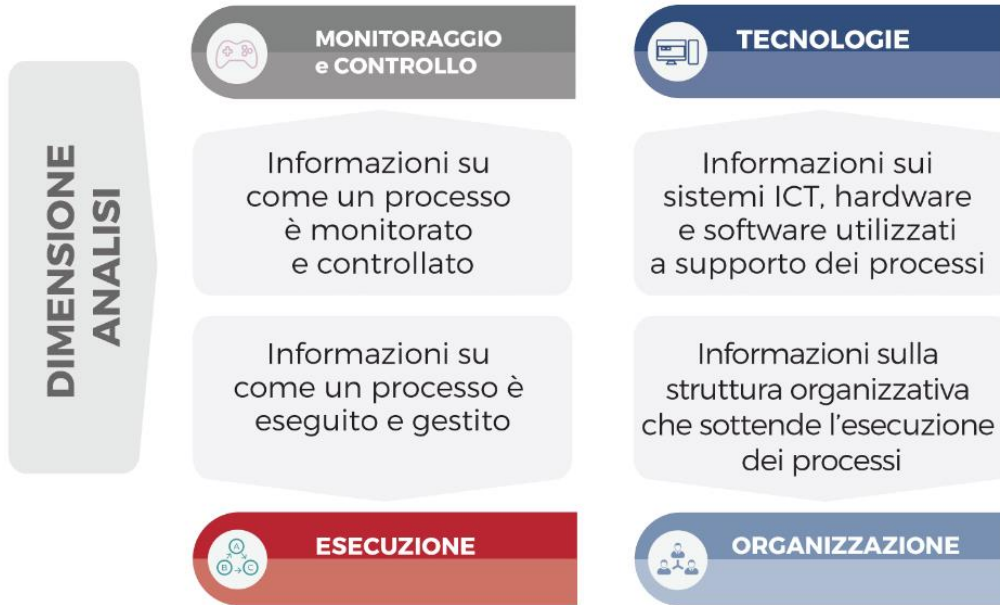 DIMENSIONE
ANALISI
MONITORAGGIO
e CONTROLLO
Informazioni su
come un processo
è monitorato
e controllato
Informazioni su
come un processo è
eseguito e gestito
A
B
C
ESECUZIONE
TECNOLOGIE
Informazioni sui
sistemi ICT, hardware
e software utilizzati
a supporto dei processi
Informazioni sulla
struttura organizzativa
che sottende l’esecuzione
dei processi
ORGANIZZAZIONE